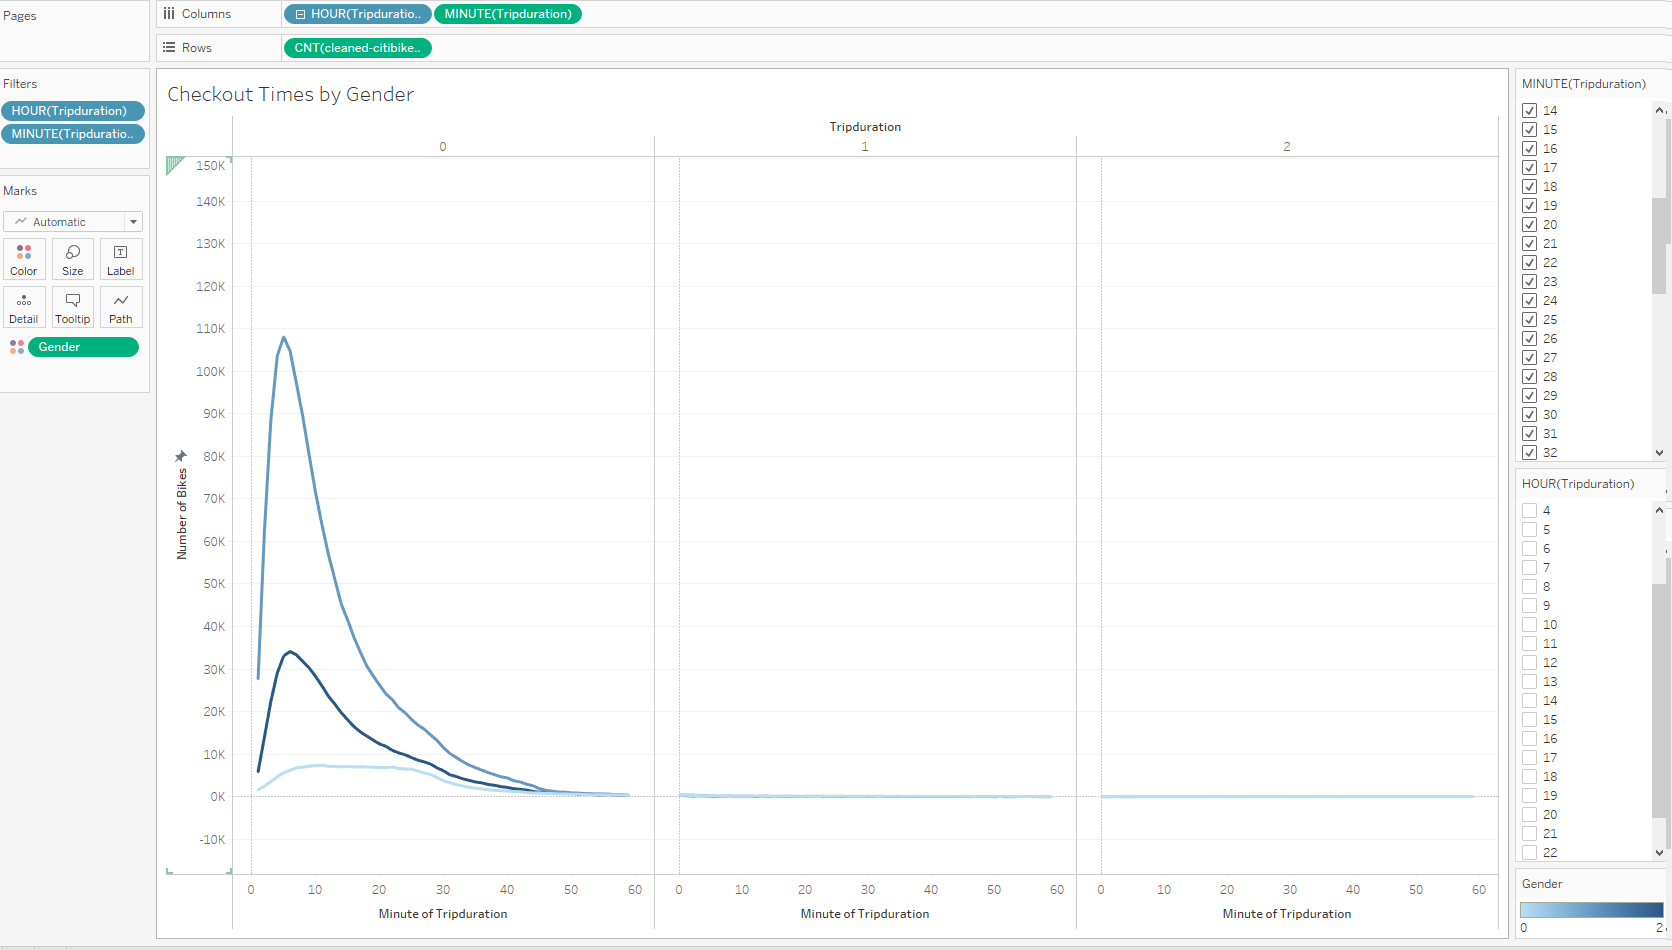 Pages
Columns
HOUR(Tripduratio..
MINUTE(Tripduration)
Rows
CNT(cleaned-citibike..
Filters
HOUR(Tripduration)
MINUTE(Tripduratio..
Marks
Automatic
Color
Size
Label
Detail
Tooltip
Path
Gender
Checkout Times by Gender
Tripduration
0
1
2
150K
140K
130K
120K
110K
100K
90K
80K
70K
60K
50K
40K
30K
20K
10K
0K
-10K
Number of Bikes
0 10 20 30 40 50 60
0 10 20 30 40 50 60
0 10 20 30 40 50 60
Minute of Tripduration
Minute of Tripduration
Minute of Tripduration
MINUTE(Tripduration)
14
15
16
17
18
19
20
21
22
23
24
25
26
27
28
29
30
31
32
HOUR(Tripduration)
4
5
6
7
8
9
10
11
12
13
14
15
16
17
18
19
20
21
22
Gender
0
2